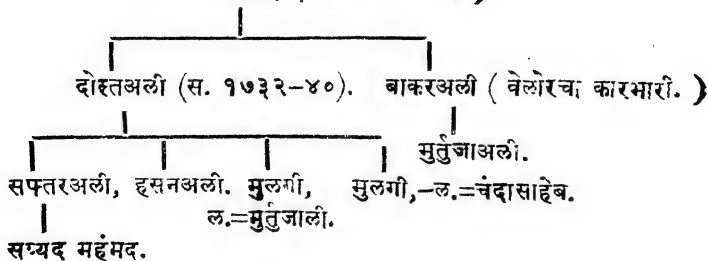 दोस्तअली (स. १७३२-४०). बाकरअली ( वेलोरचा कारभारी. )
मुर्तुजाअली.
सफ्तरअली, हसनअली. मुलगी, मुलगी,-ल.=चंदासाहेब.
ल.=मुर्तुजाली.
सय्यद महंमद.